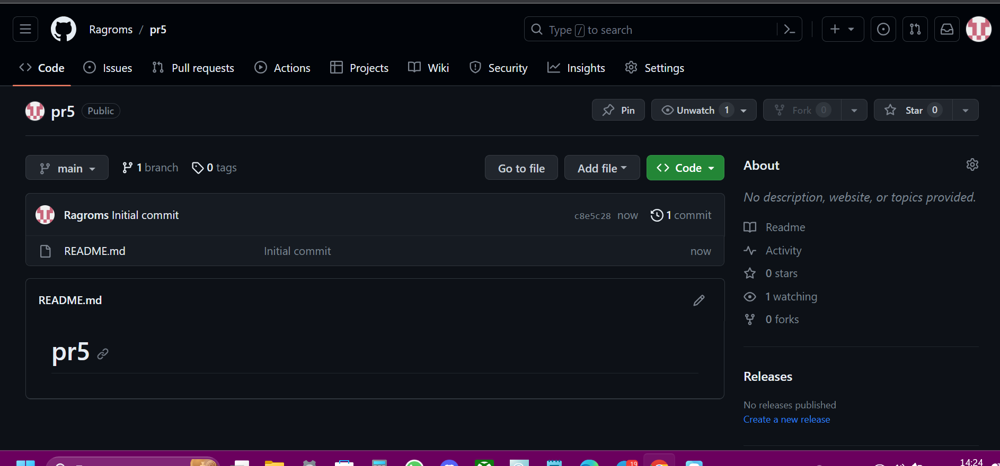 Ragroms / pr5
Type / to search
Code
Issues
Pull requests
Actions
Projects
Wiki
Security
Insights
Settings
pr5 Public
Pin
Unwatch 1
Fork 0
Star 0
main
1 branch
0 tags
Go to file
Add file
Code
Ragroms Initial commit
c8e5c28 now
1 commit
README.md
Initial commit
now
README.md
pr5
About
No description, website, or topics provided.
Readme
Activity
0 stars
1 watching
0 forks
Releases
No releases published
Create a new release
19
14:24